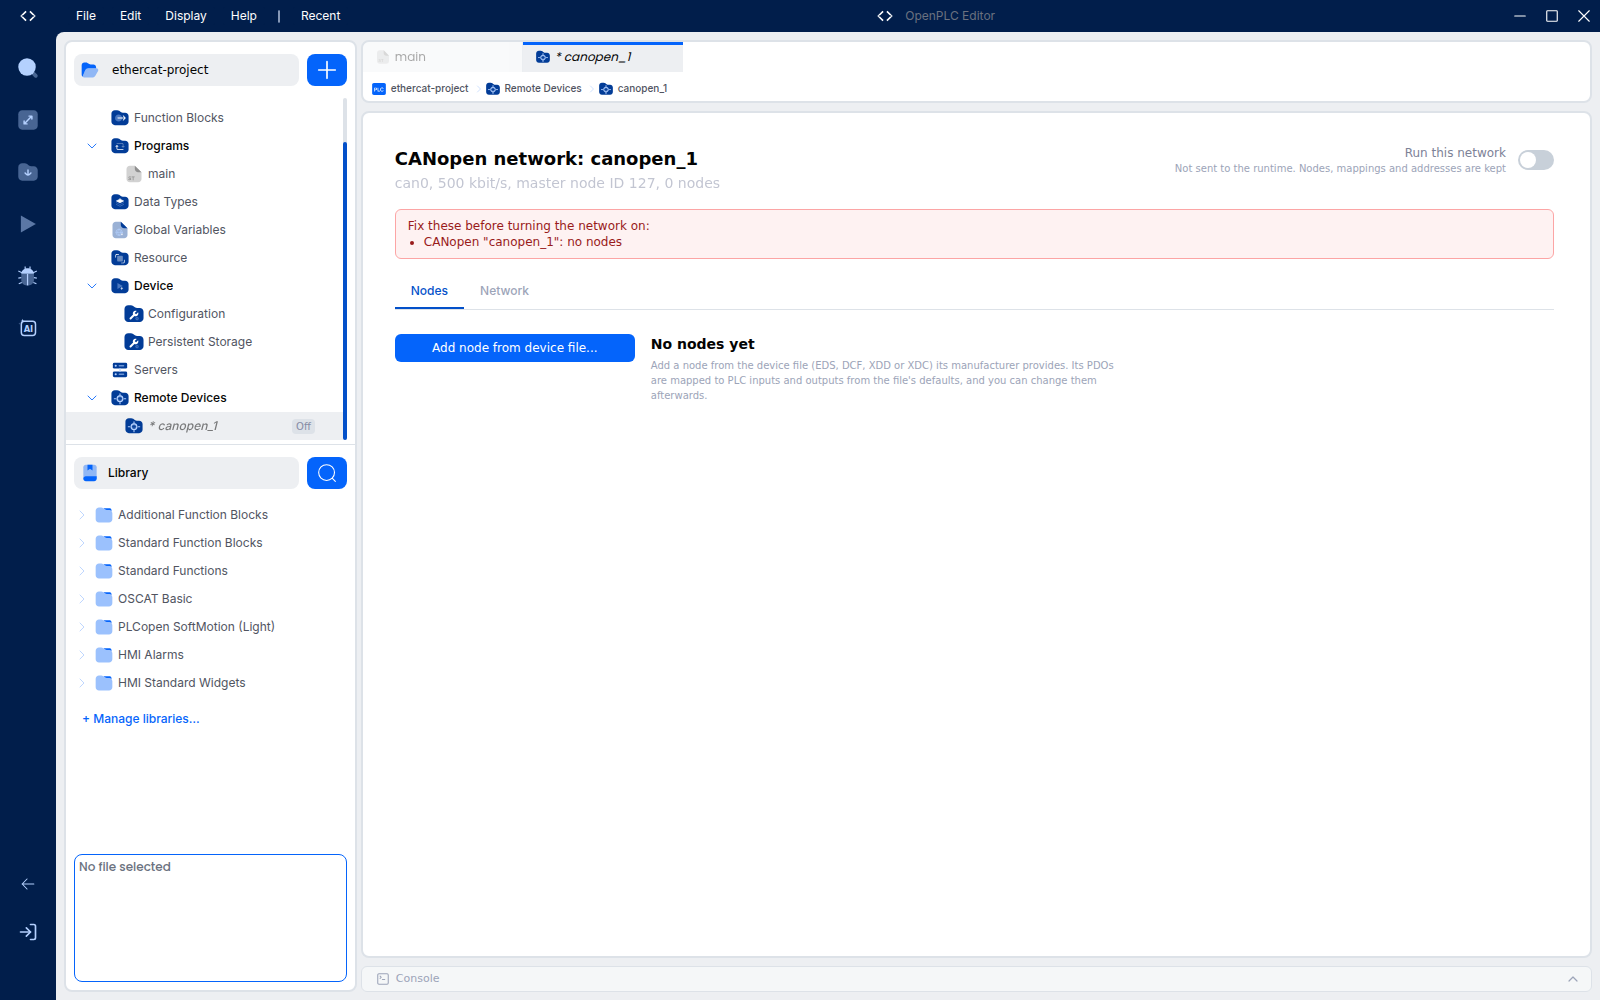 File Edit Display Help | Recent
OpenPLC Editor
ethercat-project
Function Blocks
Programs
main
Data Types
Global Variables
Resource
Device
Configuration
Persistent Storage
Servers
Remote Devices
* canopen_1 Off
Library
Additional Function Blocks
Standard Function Blocks
Standard Functions
OSCAT Basic
PLCopen SoftMotion (Light)
HMI Alarms
HMI Standard Widgets
+ Manage libraries...
No file selected
AI
main * canopen_1
PLC ethercat-project Remote Devices canopen_1
CANopen network: canopen_1
can0, 500 kbit/s, master node ID 127, 0 nodes
Run this network
Not sent to the runtime. Nodes, mappings and addresses are kept
Fix these before turning the network on:
• CANopen "canopen_1": no nodes
Nodes Network
Add node from device file...
No nodes yet
Add a node from the device file (EDS, DCF, XDD or XDC) its manufacturer provides. Its PDOs
are mapped to PLC inputs and outputs from the file's defaults, and you can change them
afterwards.
Console